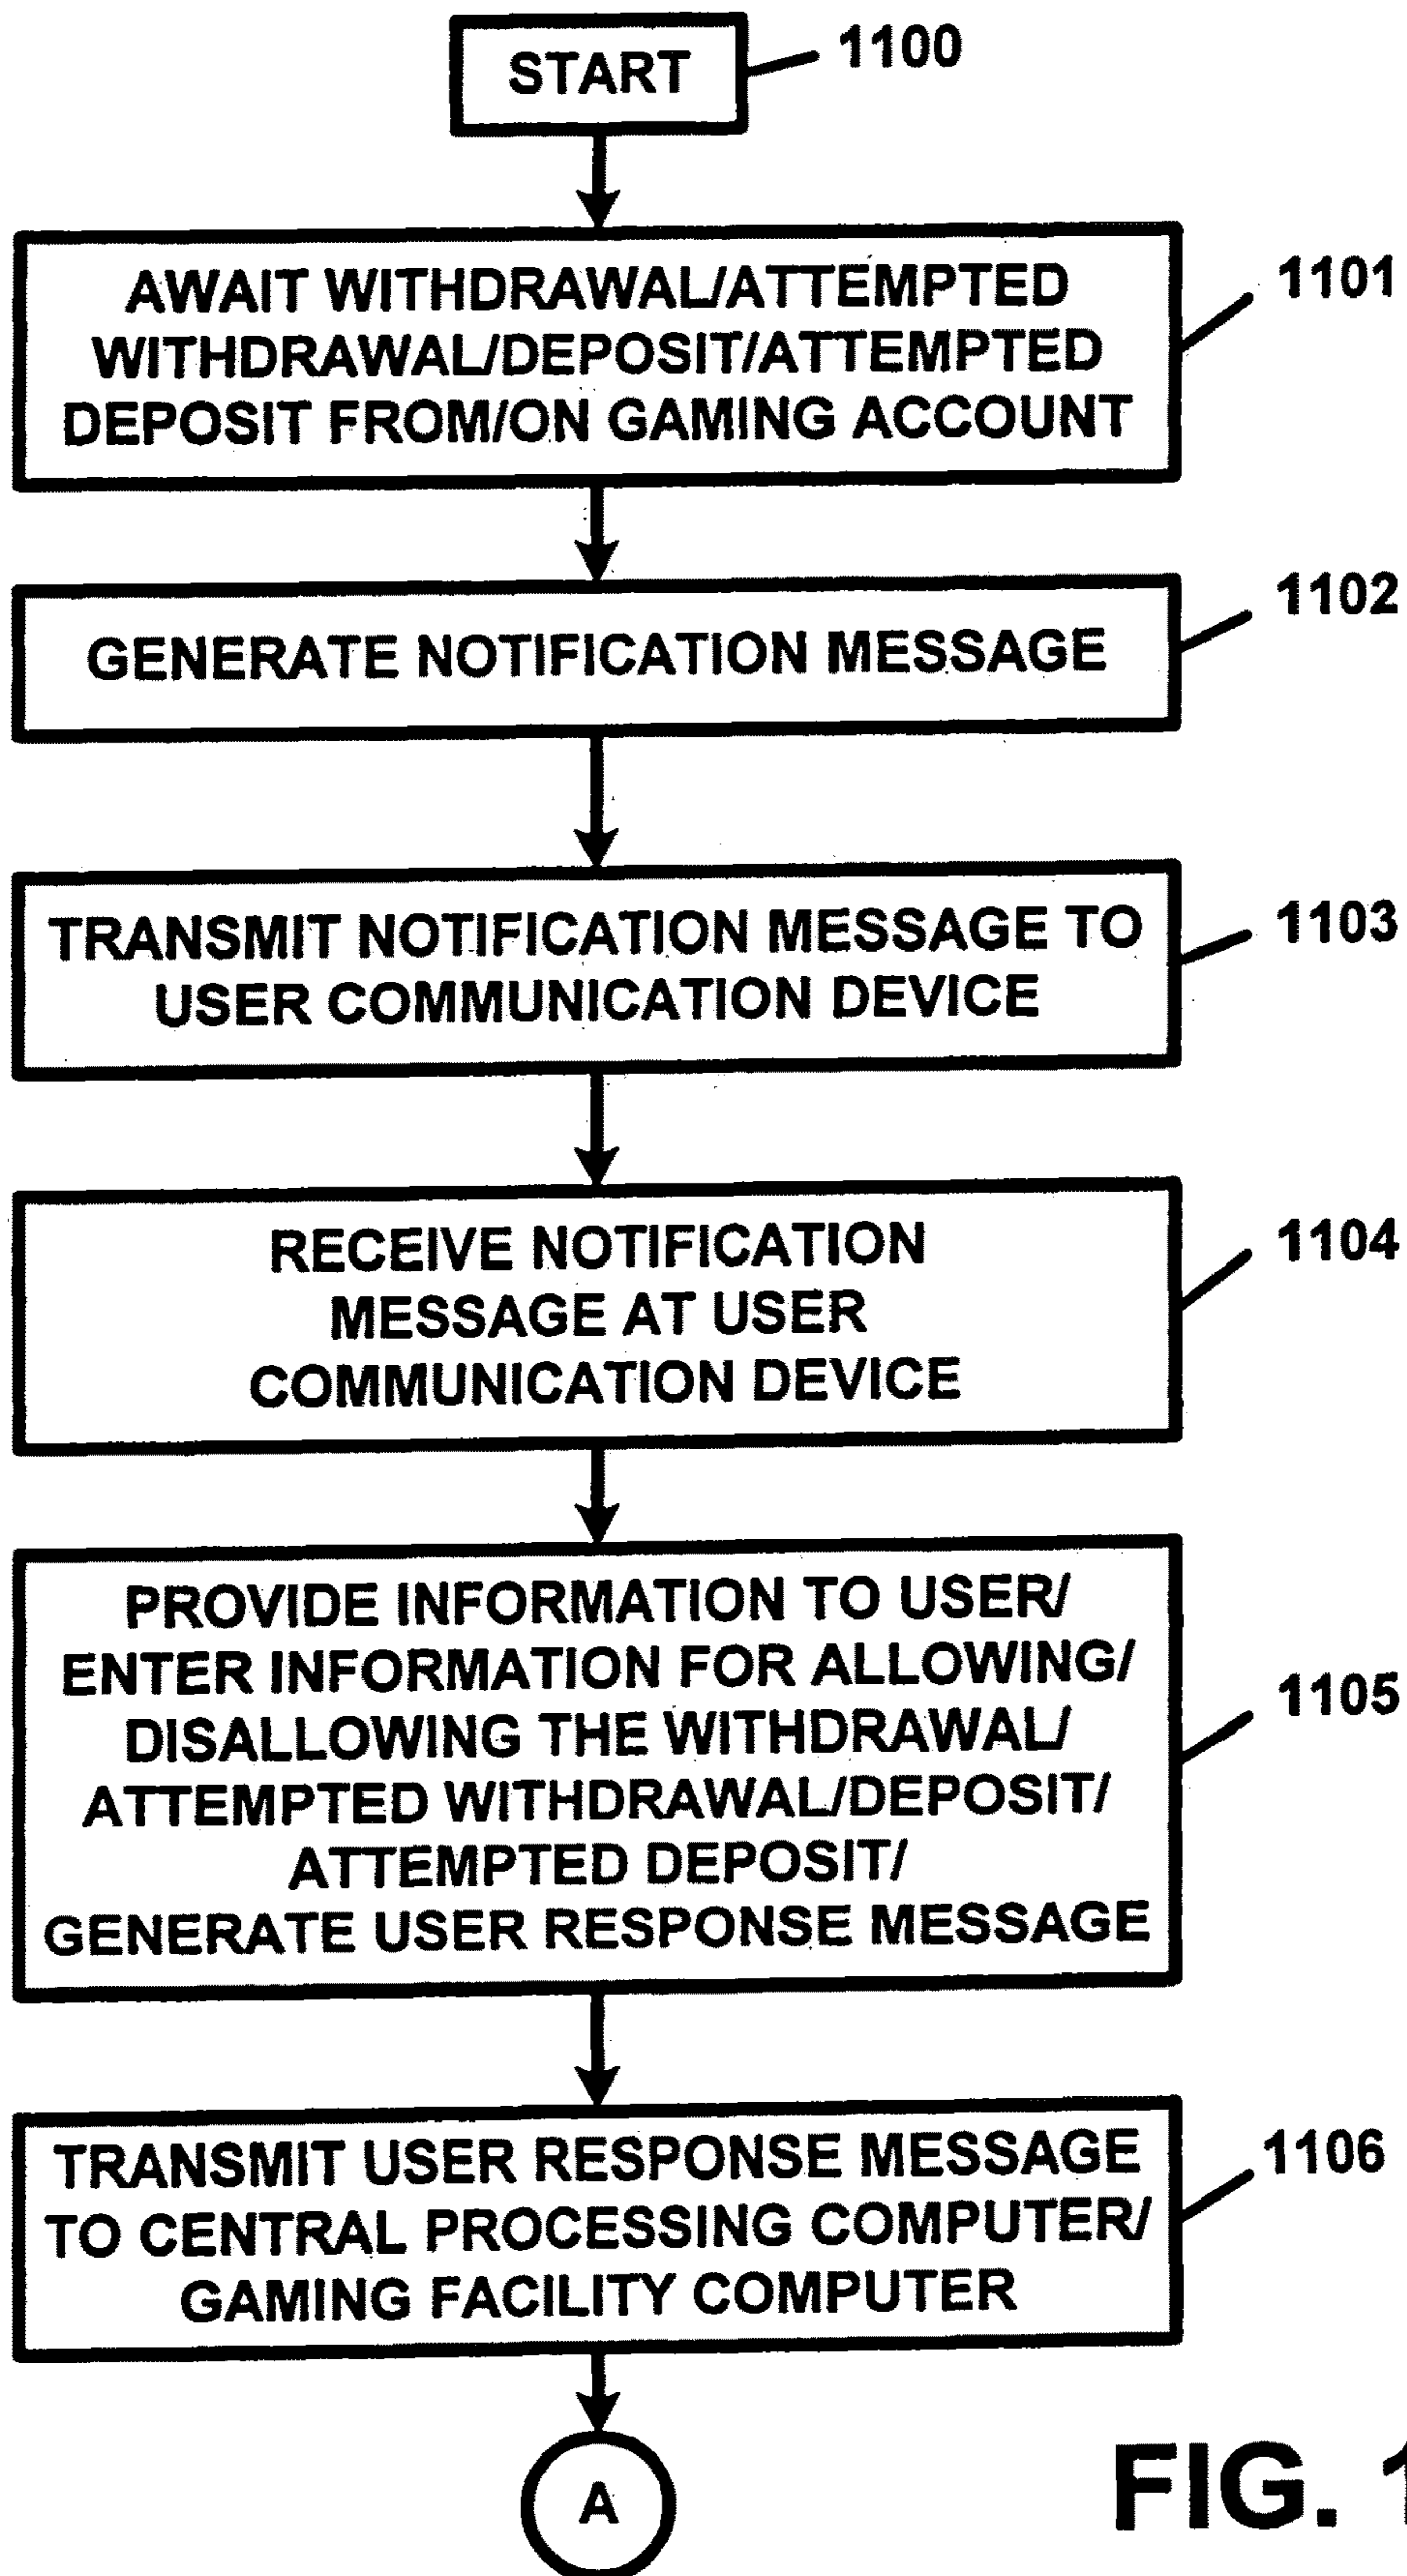 START
1100
AWAIT WITHDRAWAL/ATTEMPTED
WITHDRAWAL/DEPOSIT/ATTEMPTED
DEPOSIT FROM/ON GAMING ACCOUNT
1101
GENERATE NOTIFICATION MESSAGE
1102
TRANSMIT NOTIFICATION MESSAGE TO
USER COMMUNICATION DEVICE
1103
RECEIVE NOTIFICATION
MESSAGE AT USER
COMMUNICATION DEVICE
1104
PROVIDE INFORMATION TO USER/
ENTER INFORMATION FOR ALLOWING/
DISALLOWING THE WITHDRAWAL/
ATTEMPTED WITHDRAWAL/DEPOSIT/
ATTEMPTED DEPOSIT/
GENERATE USER RESPONSE MESSAGE
1105
TRANSMIT USER RESPONSE MESSAGE
TO CENTRAL PROCESSING COMPUTER/
GAMING FACILITY COMPUTER
1106
A
FIG.